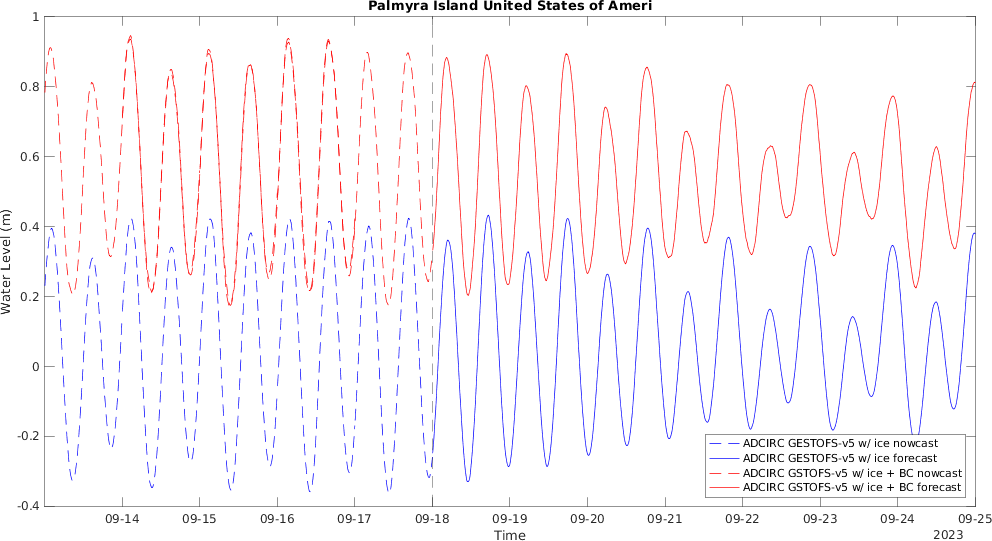 Palmyra Island United States of Ameri
Water Level (m)
1
0.8
0.6
0.4
0.2
0
-0.2
-0.4
ADCIRC GESTOFS-v5 w/ ice nowcast
ADCIRC GESTOFS-v5 w/ ice forecast
ADCIRC GSTOFS-v5 w/ ice + BC nowcast
ADCIRC GSTOFS-v5 w/ ice + BC forecast
09-14 09-15 09-16 09-17 09-18 09-19 09-20 09-21 09-22 09-23 09-24 09-25
Time
2023